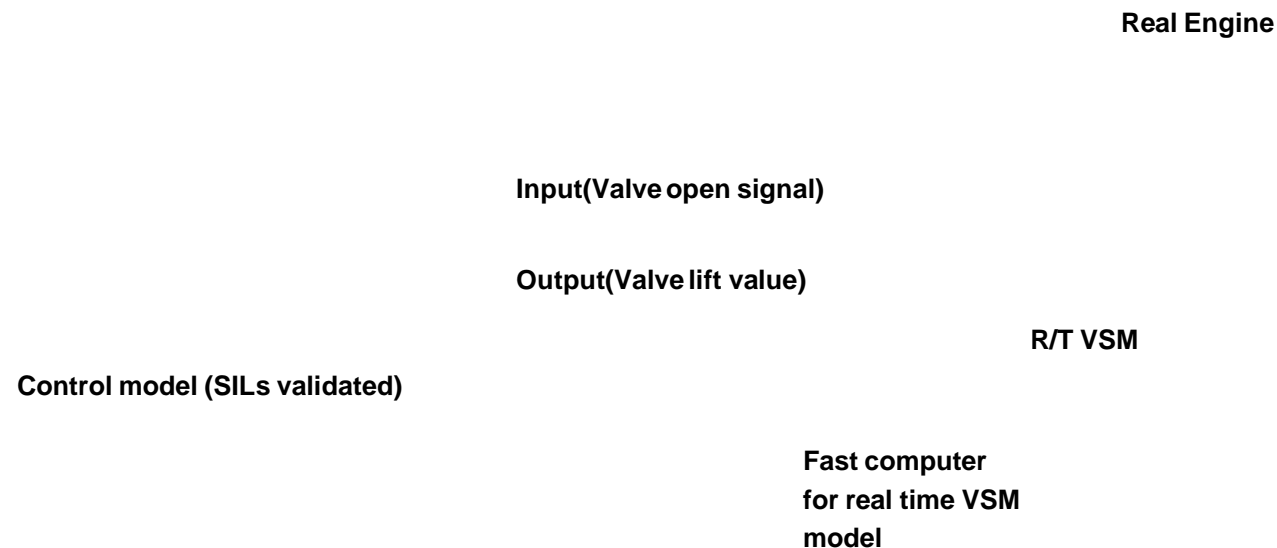 Real Engine
Input(Valve open signal)
Output(Valve lift value)
R/T VSM
Control model (SILs validated)
Fast computer
for real time VSM
model